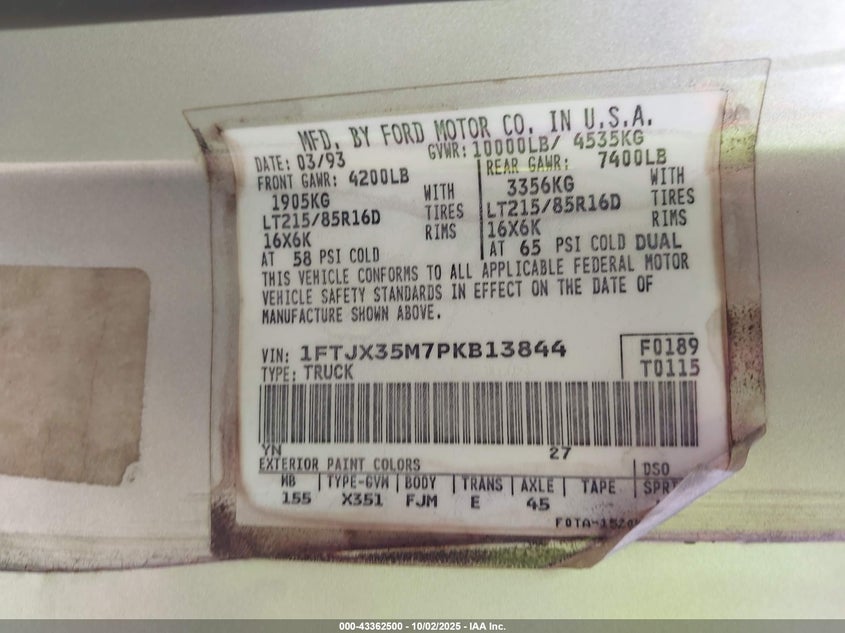 MFD. BY FORD MOTOR CO. IN U.S.A.
DATE: 03/93 GVWR: 10000LB/ 4535KG
FRONT GAWR: 4200LB REAR GAWR: 7400LB
1905KG WITH 3356KG WITH
LT215/85R16D TIRES LT215/85R16D TIRES
16X6K RIMS 16X6K RIMS
AT 58 PSI COLD AT 65 PSI COLD DUAL
THIS VEHICLE CONFORMS TO ALL APPLICABLE FEDERAL MOTOR
VEHICLE SAFETY STANDARDS IN EFFECT ON THE DATE OF
MANUFACTURE SHOWN ABOVE.
VIN: 1FTJX35M7PKB13844 F0189
TYPE: TRUCK T0115
YN 27
EXTERIOR PAINT COLORS DSO
WB TYPE-GVW BODY TRANS AXLE TAPE SPR
155 X351 FJM E 45
000-43362500 - 10/02/2025 - IAA Inc.